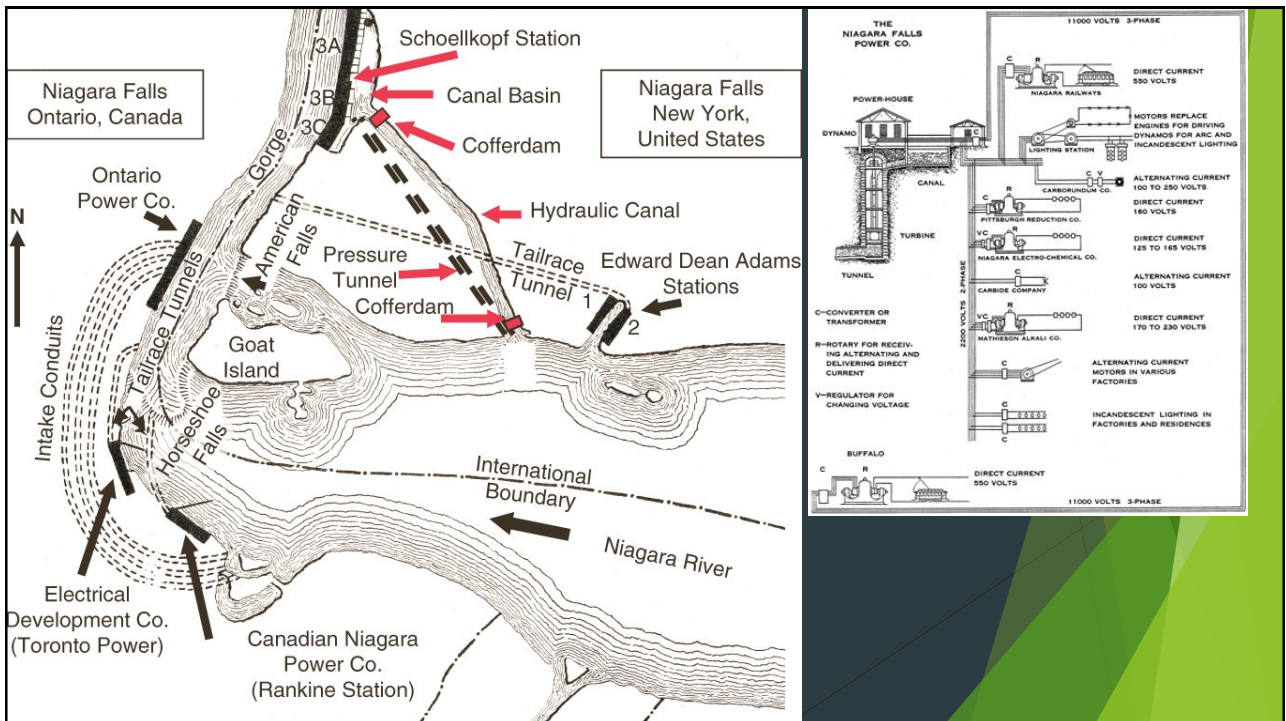 Schoellkopf Station
3A
Niagara Falls
Ontario, Canada
3B
Canal Basin
Niagara Falls
New York,
United States
3C
Cofferdam
Gorge
Ontario
Power Co.
N
Hydraulic Canal
American
Falls
Pressure
Tunnel
Tailrace
Tunnel
Cofferdam
Edward Dean Adams
Stations
1
2
ailrace Tunnels
Intake Conduits
Goat
Island
Horseshoe
Falls
International
Boundary
Niagara River
Electrical
Development Co.
(Toronto Power)
Canadian Niagara
Power Co.
(Rankine Station)
THE
NIAGARA FALLS
POWER CO.
11000 VOLTS 3-PHASE
C
R
NIAGARA RAILWAYS
DIRECT CURRENT
550 VOLTS
POWER-HOUSE
DYNAMO
C
CANAL
TURBINE
TUNNEL
LIGHTING STATION
MOTORS REPLACE
ENGINES FOR DRIVING
DYNAMOS FOR ARC AND
INCANDESCENT LIGHTING
C V
CARBORUNDUM CO.
ALTERNATING CURRENT
100 TO 250 VOLTS
R
VC
PITTSBURGH REDUCTION CO.
DIRECT CURRENT
160 VOLTS
R
VC
NIAGARA ELECTRO-CHEMICAL CO.
DIRECT CURRENT
125 TO 165 VOLTS
C
CARBIDE COMPANY
ALTERNATING CURRENT
100 VOLTS
R
VC
MATHIESON ALKALI CO.
DIRECT CURRENT
170 TO 230 VOLTS
2200 VOLTS 2-PHASE
C
ALTERNATING CURRENT
MOTORS IN VARIOUS
FACTORIES
C
C
INCANDESCENT LIGHTING IN
FACTORIES AND RESIDENCES
C—CONVERTER OR
TRANSFORMER
R—ROTARY FOR RECEIV-
ING ALTERNATING AND
DELIVERING DIRECT
CURRENT
V—REGULATOR FOR
CHANGING VOLTAGE
BUFFALO
C
R
DIRECT CURRENT
550 VOLTS
11000 VOLTS 3-PHASE